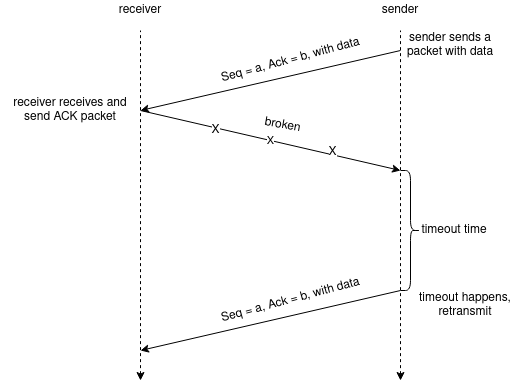 receiver
sender
sender sends a
packet with data
Seq = a, Ack = b, with data
receiver receives and
send ACK packet
broken
X
X
X
timeout time
Seq = a, Ack = b, with data
timeout happens,
retransmit